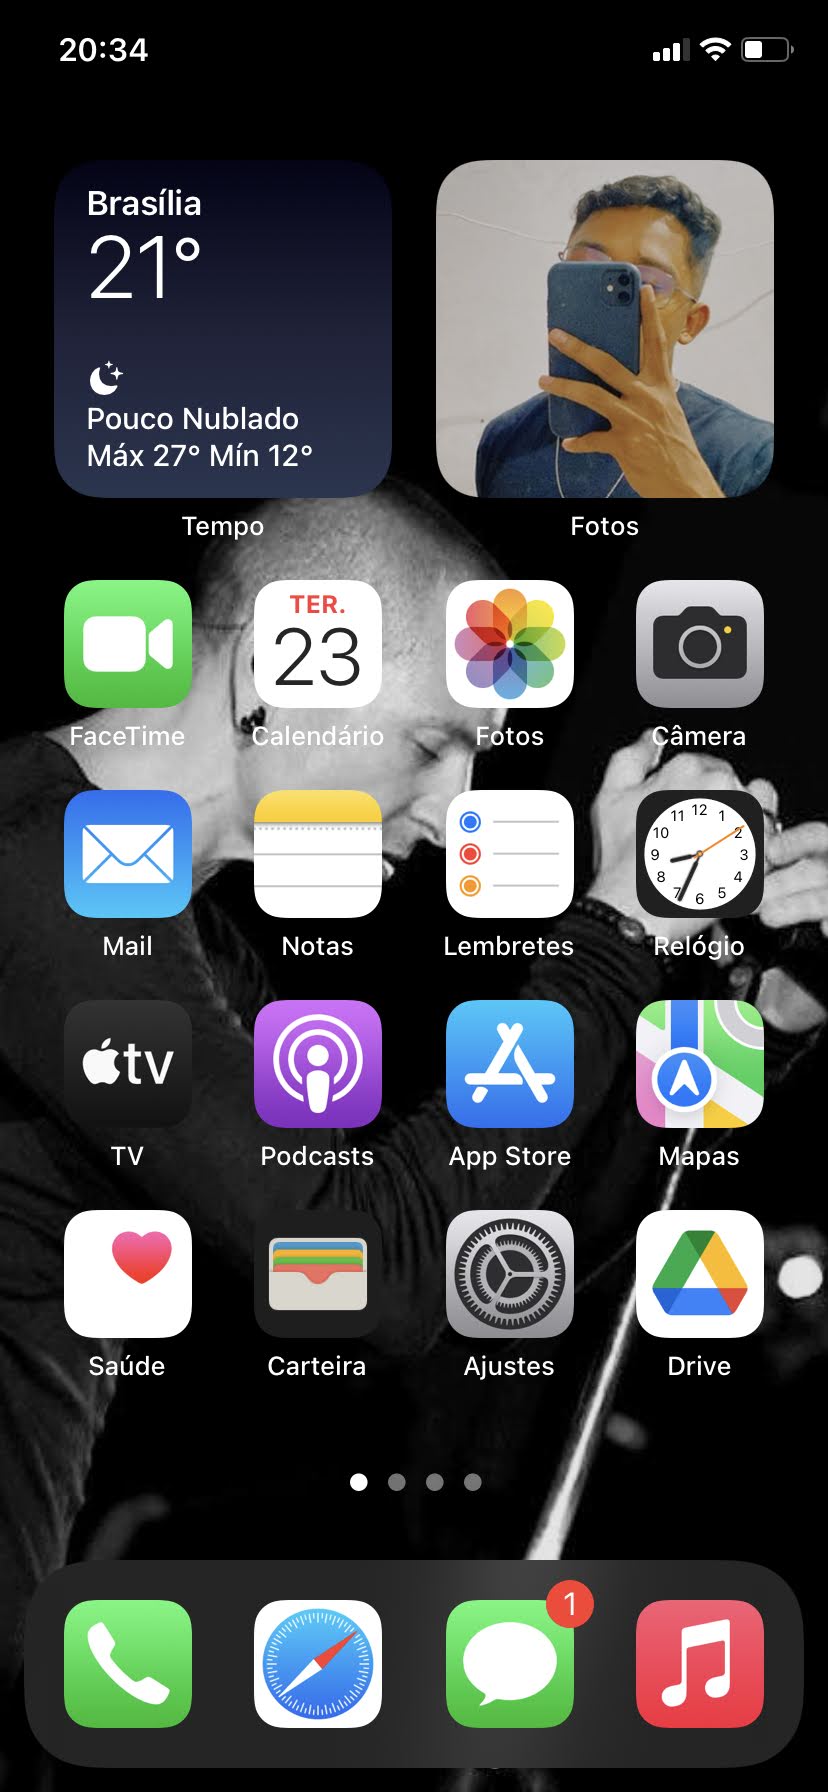 20:34
Brasília
21°
Pouco Nublado
Máx 27° Mín 12°
Tempo
Fotos
TER.
23
FaceTime
Calendário
Fotos
Câmera
12
11 1
10 2
9 3
8 4
7 5
6
Mail
Notas
Lembretes
Relógio
tv
TV
Podcasts
App Store
Mapas
Saúde
Carteira
Ajustes
Drive
1